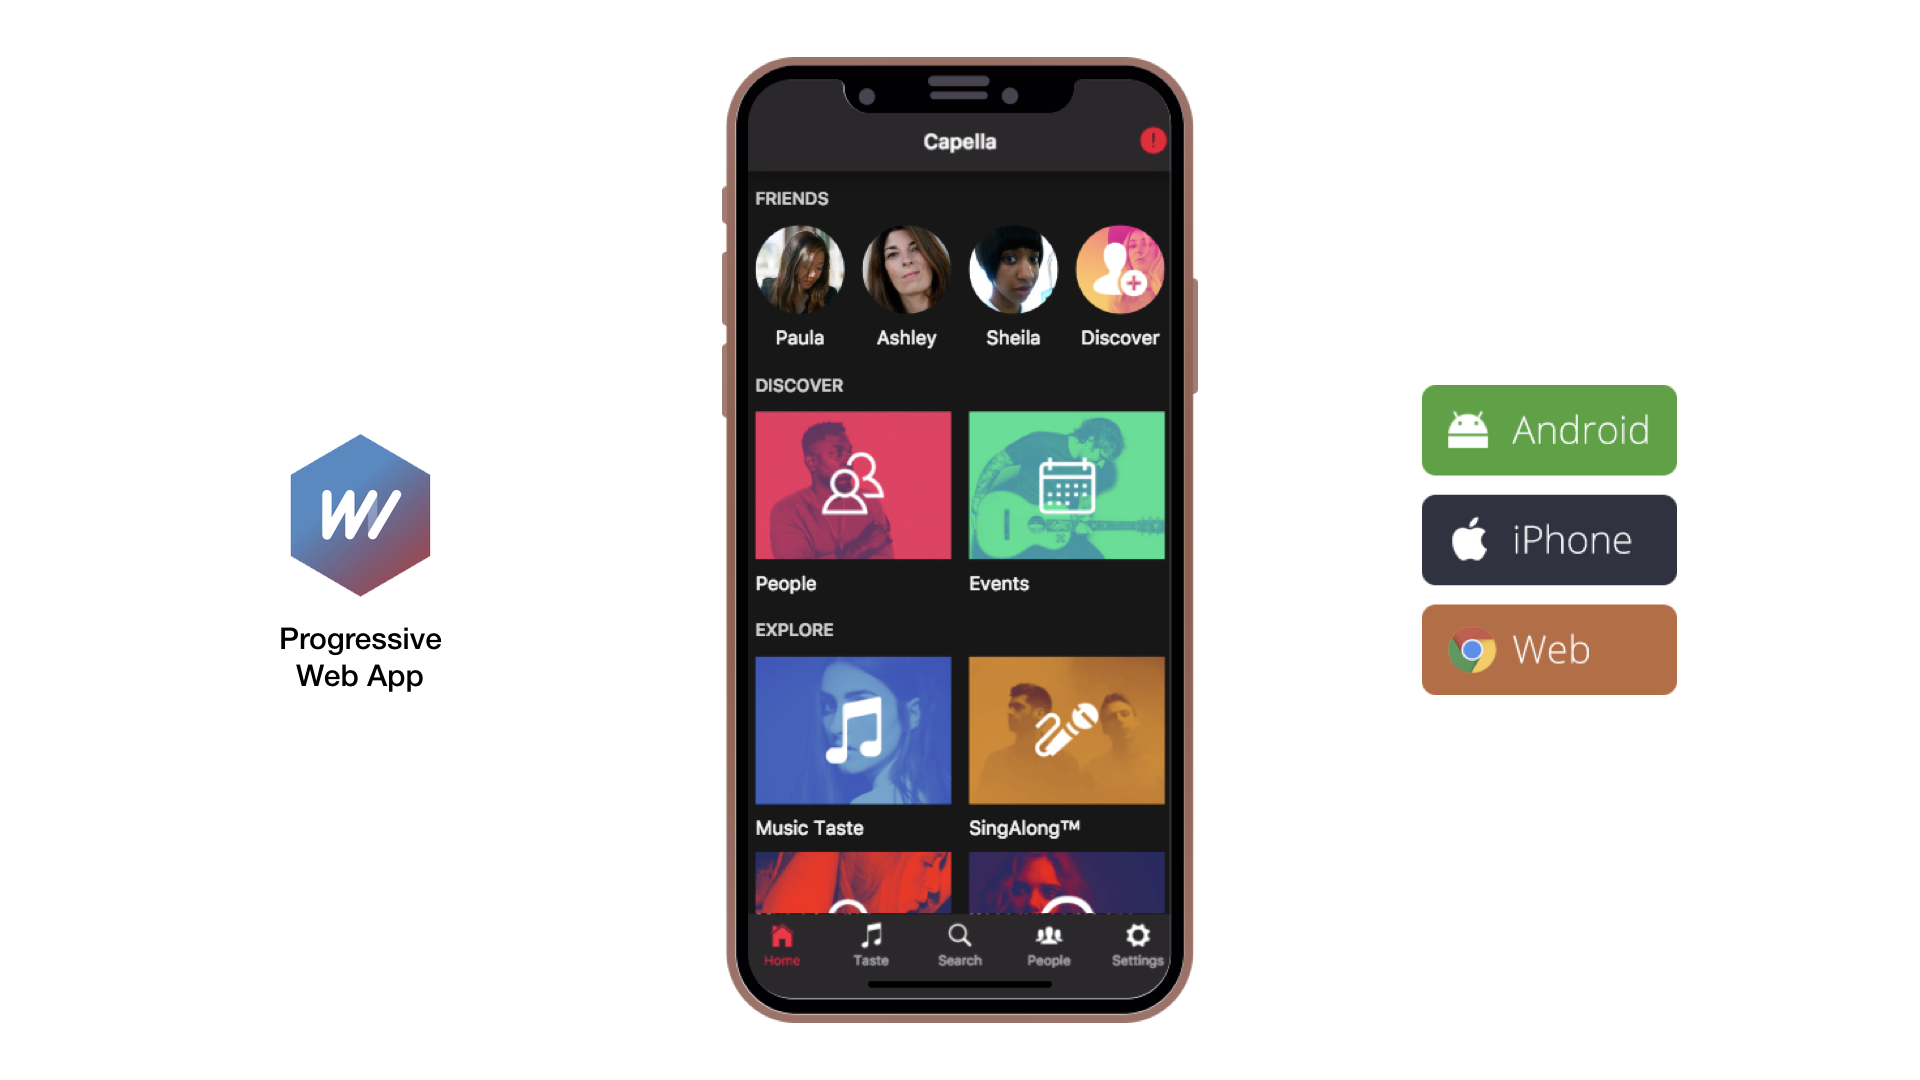 Capella
FRIENDS
Paula
Ashley
Sheila
Discover
DISCOVER
People
Events
EXPLORE
Music Taste
SingAlong™
Home
Taste
Search
People
Settings
Progressive
Web App
Android
iPhone
Web